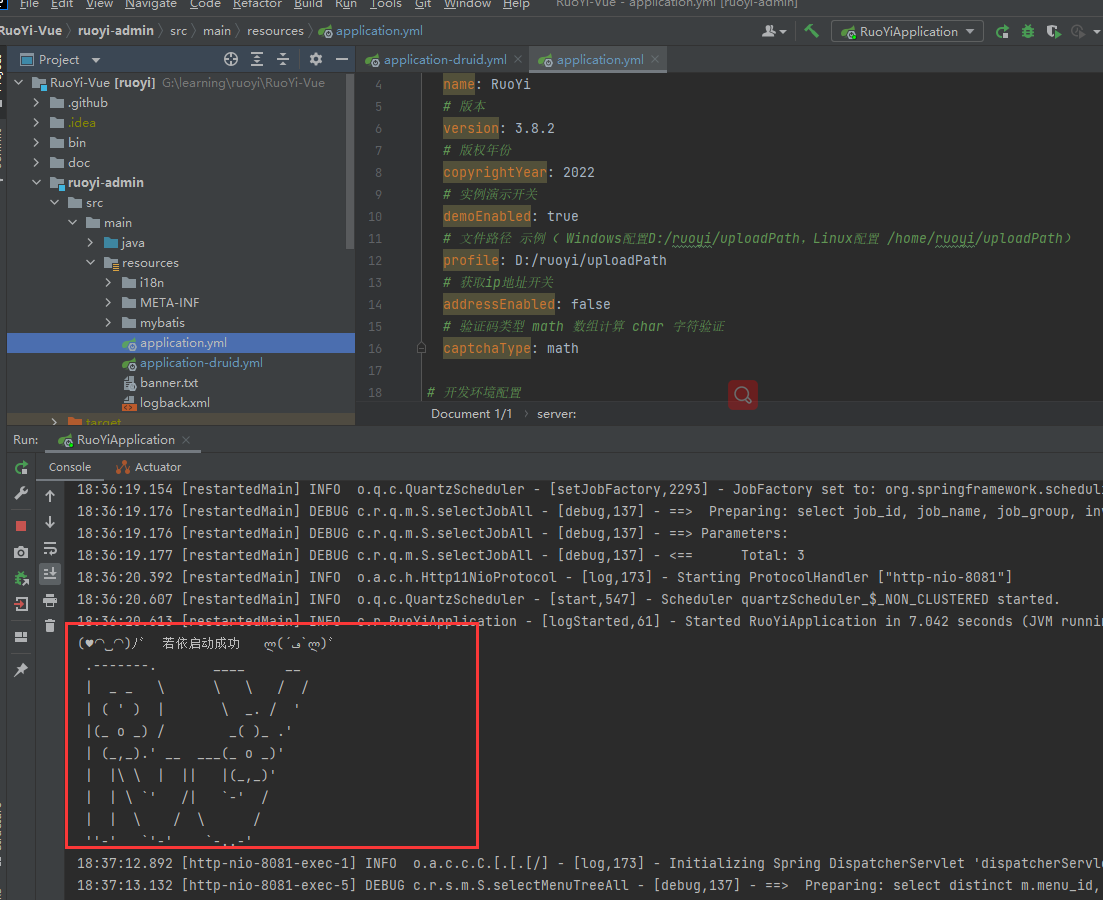 File Edit View Navigate Code Refactor Build Run Tools Git Window Help RuoYi-Vue - application.yml [ruoyi-admin]
RuoYi-Vue > ruoyi-admin > src > main > resources > application.yml RuoYiApplication
Project application-druid.yml × application.yml ×
RuoYi-Vue [ruoyi] G:\learning\ruoyi\RuoYi-Vue
.github
.idea
bin
doc
ruoyi-admin
src
main
java
resources
i18n
META-INF
mybatis
application.yml
application-druid.yml
banner.txt
logback.xml
target
4 name: RuoYi
5 # 版本
6 version: 3.8.2
7 # 版权年份
8 copyrightYear: 2022
9 # 实例演示开关
10 demoEnabled: true
11 # 文件路径 示例（ Windows配置D:/ruoyi/uploadPath，Linux配置 /home/ruoyi/uploadPath）
12 profile: D:/ruoyi/uploadPath
13 # 获取ip地址开关
14 addressEnabled: false
15 # 验证码类型 math 数组计算 char 字符验证
16 captchaType: math
17
18 # 开发环境配置
Document 1/1 > server:
Run: RuoYiApplication ×
Console Actuator
18:36:19.154 [restartedMain] INFO  o.q.c.QuartzScheduler - [setJobFactory,2293] - JobFactory set to: org.springframework.schedul
18:36:19.176 [restartedMain] DEBUG c.r.q.m.S.selectJobAll - [debug,137] - ==>  Preparing: select job_id, job_name, job_group, inv
18:36:19.176 [restartedMain] DEBUG c.r.q.m.S.selectJobAll - [debug,137] - ==> Parameters:
18:36:19.177 [restartedMain] DEBUG c.r.q.m.S.selectJobAll - [debug,137] - <==      Total: 3
18:36:20.392 [restartedMain] INFO  o.a.c.h.Http11NioProtocol - [log,173] - Starting ProtocolHandler ["http-nio-8081"]
18:36:20.607 [restartedMain] INFO  o.q.c.QuartzScheduler - [start,547] - Scheduler quartzScheduler_$_NON_CLUSTERED started.
18:36:20.613 [restartedMain] INFO  c.r.RuoYiApplication - [logStarted,61] - Started RuoYiApplication in 7.042 seconds (JVM runnin
(♥◠‿◠)ﾉﾞ  若依启动成功   ლ(´ڡ`ლ)ﾞ
 .-------.       ____     __
 |  _ _   \      \   \   /  /
 | ( ' )  |       \  _. /  '
 |(_ o _) /        _( )_ .'
 | (_,_).' __  ___(_ o _)'
 |  |\ \  |  ||   |(_,_)'
 |  | \ `'   /|   `-'  /
 |  |  \    /  \      /
 ''-'   `'-'    `-..-'
18:37:12.892 [http-nio-8081-exec-1] INFO  o.a.c.c.C.[.[.[/] - [log,173] - Initializing Spring DispatcherServlet 'dispatcherServle
18:37:13.132 [http-nio-8081-exec-5] DEBUG c.r.s.m.S.selectMenuTreeAll - [debug,137] - ==>  Preparing: select distinct m.menu_id,